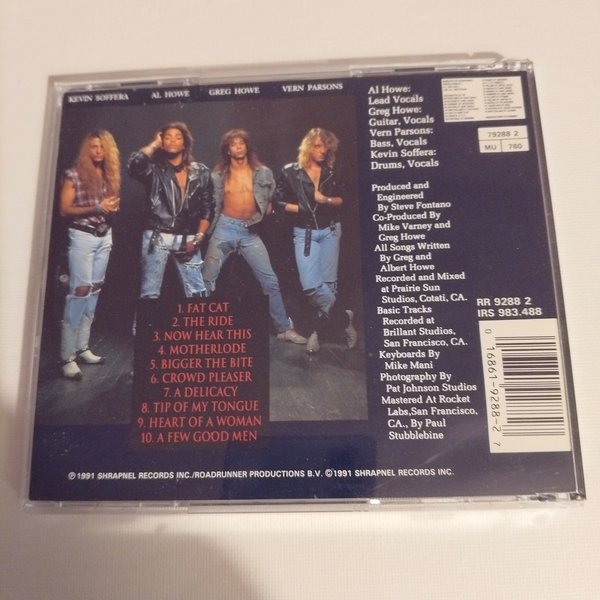 KEVIN SOFFERA AL HOWE GREG HOWE VERN PARSONS
1. FAT CAT
2. THE RIDE
3. NOW HEAR THIS
4. MOTHERLODE
5. BIGGER THE BITE
6. CROWD PLEASER
7. A DELICACY
8. TIP OF MY TONGUE
9. HEART OF A WOMAN
10. A FEW GOOD MEN
Al Howe:
Lead Vocals
Greg Howe:
Guitar, Vocals
Vern Parsons:
Bass, Vocals
Kevin Soffera:
Drums, Vocals
Produced and
Engineered
By Steve Fontano
Co-Produced By
Mike Varney and
Greg Howe
All Songs Written
By Greg and
Albert Howe
Recorded and Mixed
at Prairie Sun
Studios, Cotati, CA.
Basic Tracks
Recorded at
Brillant Studios,
San Francisco, CA.
Keyboards By
Mike Mani
Photography By
Pat Johnson Studios
Mastered At Rocket
Labs,San Francisco,
CA., By Paul
Stubblebine
79288 2
MU 760
RR 9288 2
IRS 983.488
0 16861-9288-2 7
℗ 1991 SHRAPNEL RECORDS INC./ROADRUNNER PRODUCTIONS B.V. ©1991 SHRAPNEL RECORDS INC.